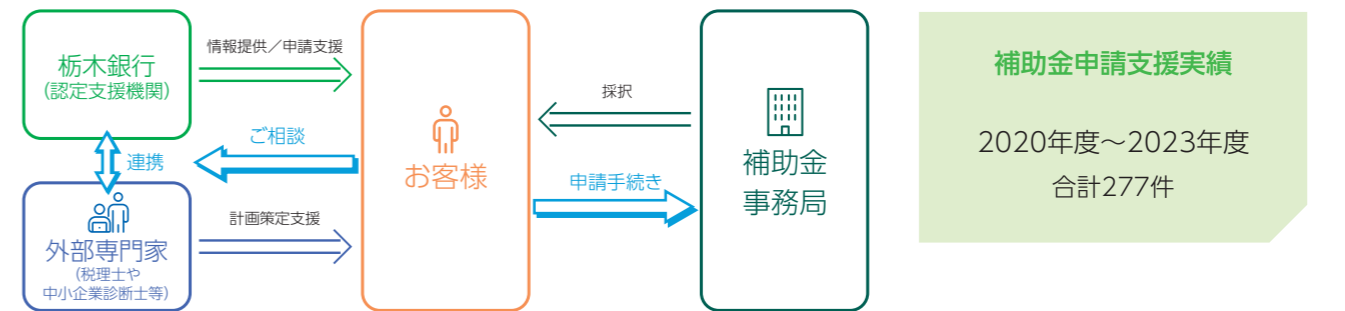 栃木銀行
(認定支援機関)
情報提供／申請支援
ご相談
連携
外部専門家
(税理士や
中小企業診断士等)
計画策定支援
お客様
採択
申請手続き
補助金
事務局
補助金申請支援実績
2020年度〜2023年度
合計277件